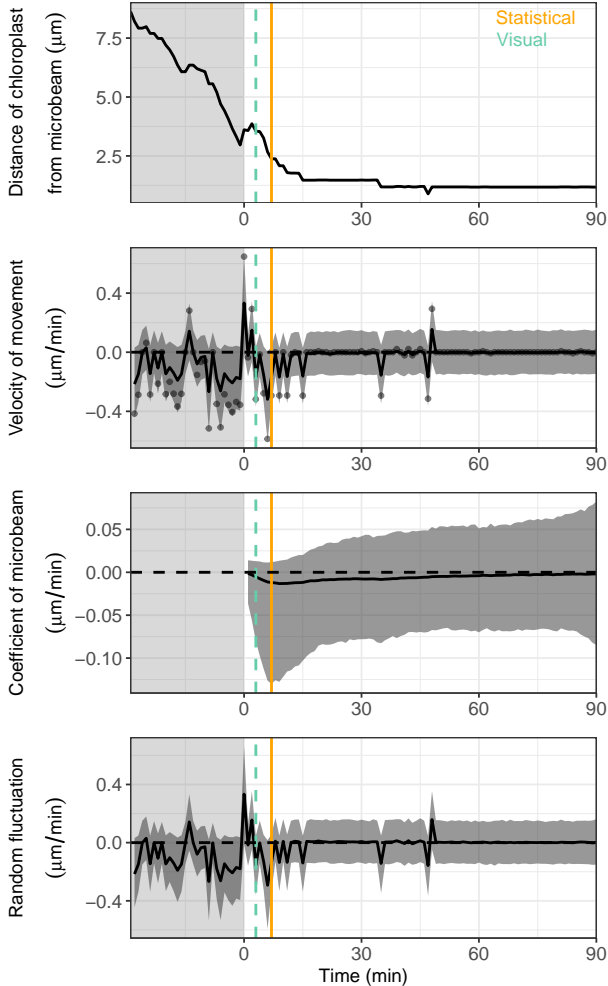 Distance of chloroplast
from microbeam (μm)
7.5
5.0
2.5
Statistical
Visual
0
30
60
90
Velocity of movement
(μm/min)
0.4
0.0
−0.4
0
30
60
90
Coefficient of microbeam
(μm/min)
0.05
0.00
−0.05
−0.10
0
30
60
90
Random fluctuation
(μm/min)
0.4
0.0
−0.4
0
30
60
90
Time (min)